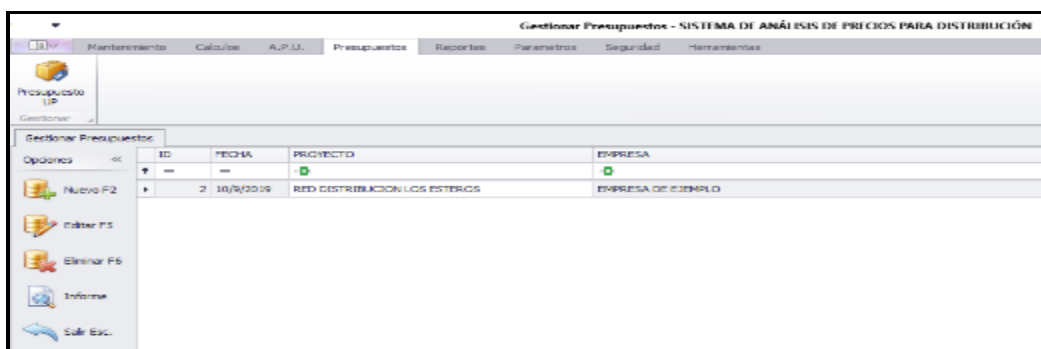 Gestionar Presupuestos - SISTEMA DE ANÁLISIS DE PRECIOS PARA DISTRIBUCIÓN
Mantenimiento Calculos A.P.U. Presupuestos Reportes Parametros Seguridad Herramientas
Presupuesto
UP
Gestionar
Gestionar Presupuestos
Opciones << ID FECHA PROYECTO EMPRESA
Nuevo F2 2 10/9/2019 RED DISTRIBUCION LOS ESTEROS EMPRESA DE EJEMPLO
Editar F5
Eliminar F6
Informe
Salir Esc.